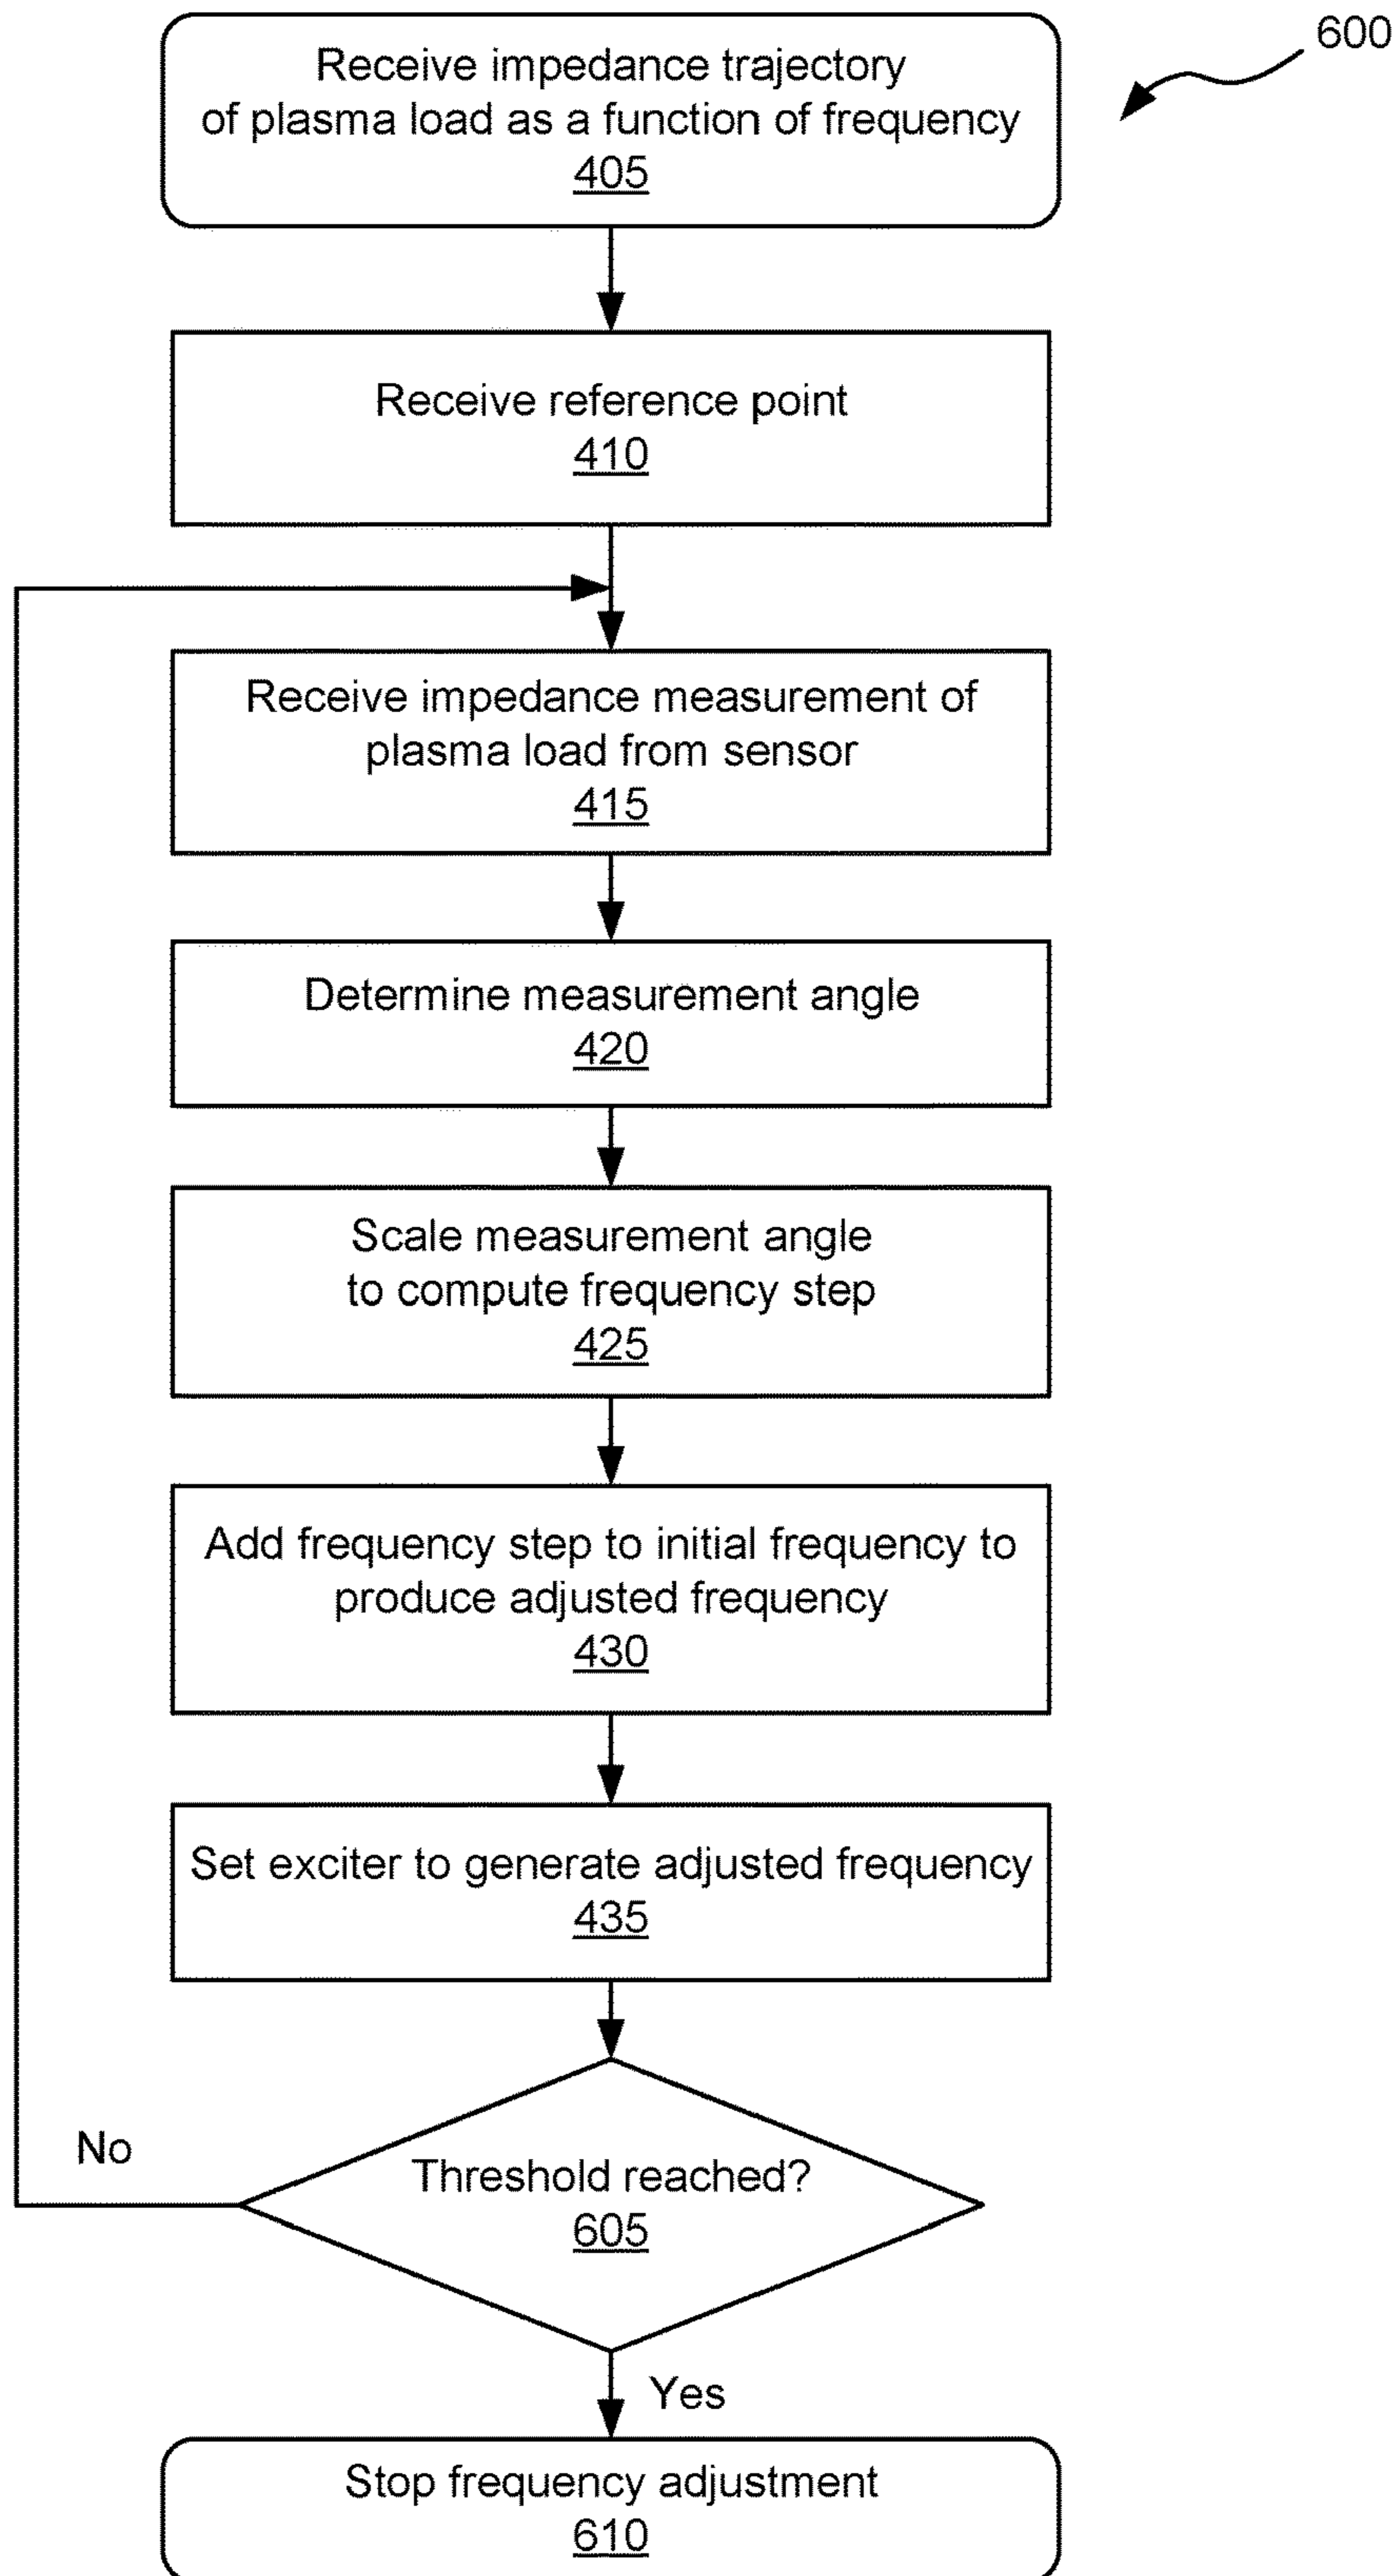 600
Receive impedance trajectory
of plasma load as a function of frequency
405
Receive reference point
410
Receive impedance measurement of
plasma load from sensor
415
Determine measurement angle
420
Scale measurement angle
to compute frequency step
425
Add frequency step to initial frequency to
produce adjusted frequency
430
Set exciter to generate adjusted frequency
435
No
Threshold reached?
605
Yes
Stop frequency adjustment
610